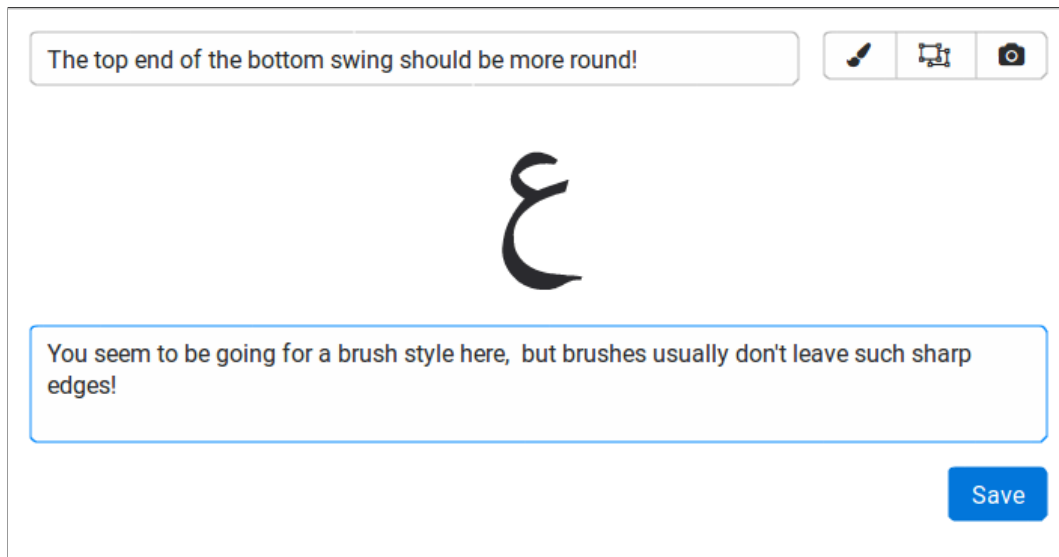 The top end of the bottom swing should be more round!
ع
You seem to be going for a brush style here,  but brushes usually don't leave such sharp
edges!
Save